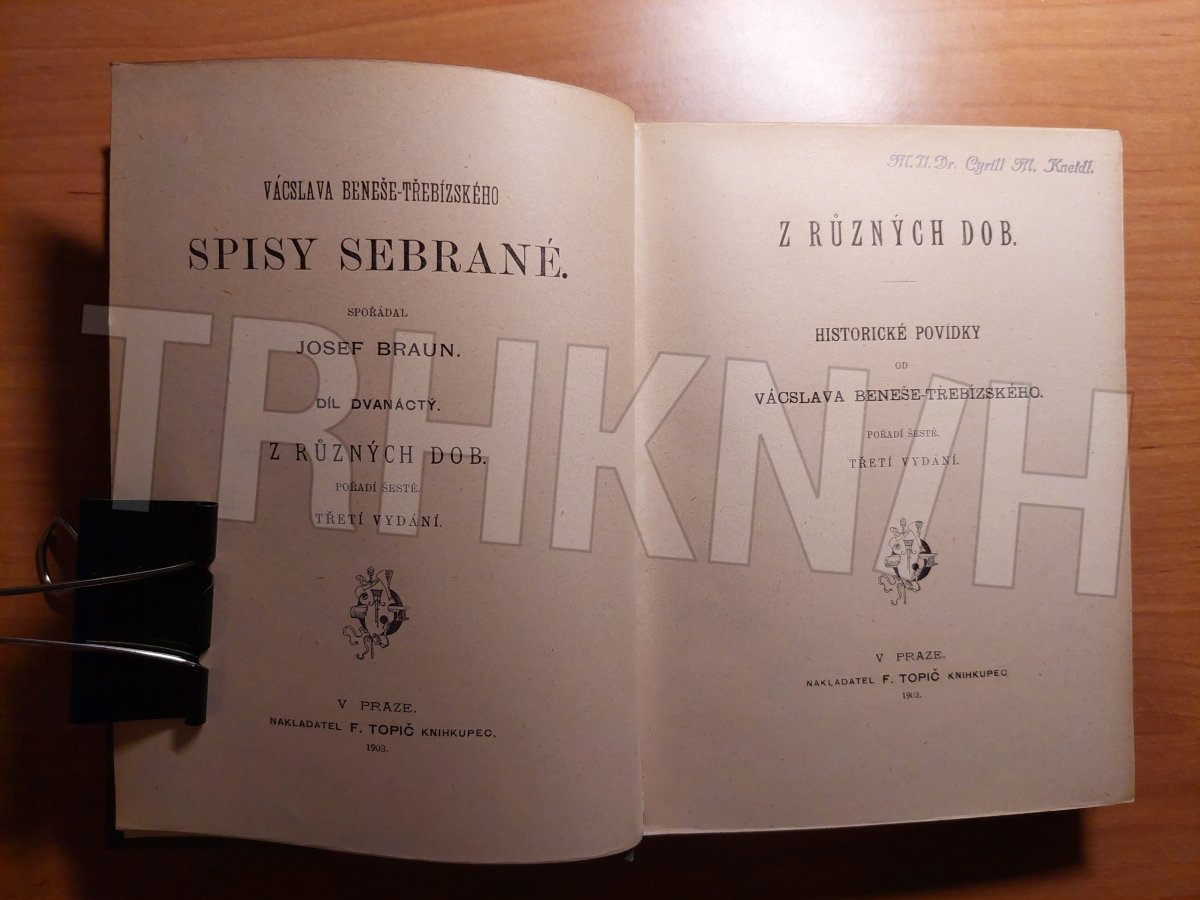 VÁCSLAVA BENEŠE-TŘEBÍZSKÉHO
SPISY SEBRANÉ.
SPOŘÁDAL
JOSEF BRAUN.
DÍL DVANÁCTÝ.
Z RŮZNÝCH DOB.
POŘADÍ ŠESTÉ.
TŘETÍ VYDÁNÍ.
V PRAZE.
NAKLADATEL F. TOPIČ KNIHKUPEC.
1903.
M.U.Dr. Cyrill M. Kneidl.
Z RŮZNÝCH DOB.
HISTORICKÉ POVÍDKY
OD
VÁCSLAVA BENEŠE-TŘEBÍZSKÉHO.
POŘADÍ ŠESTÉ.
TŘETÍ VYDÁNÍ.
V PRAZE.
NAKLADATEL F. TOPIČ KNIHKUPEC
1903.
TRHKN/H